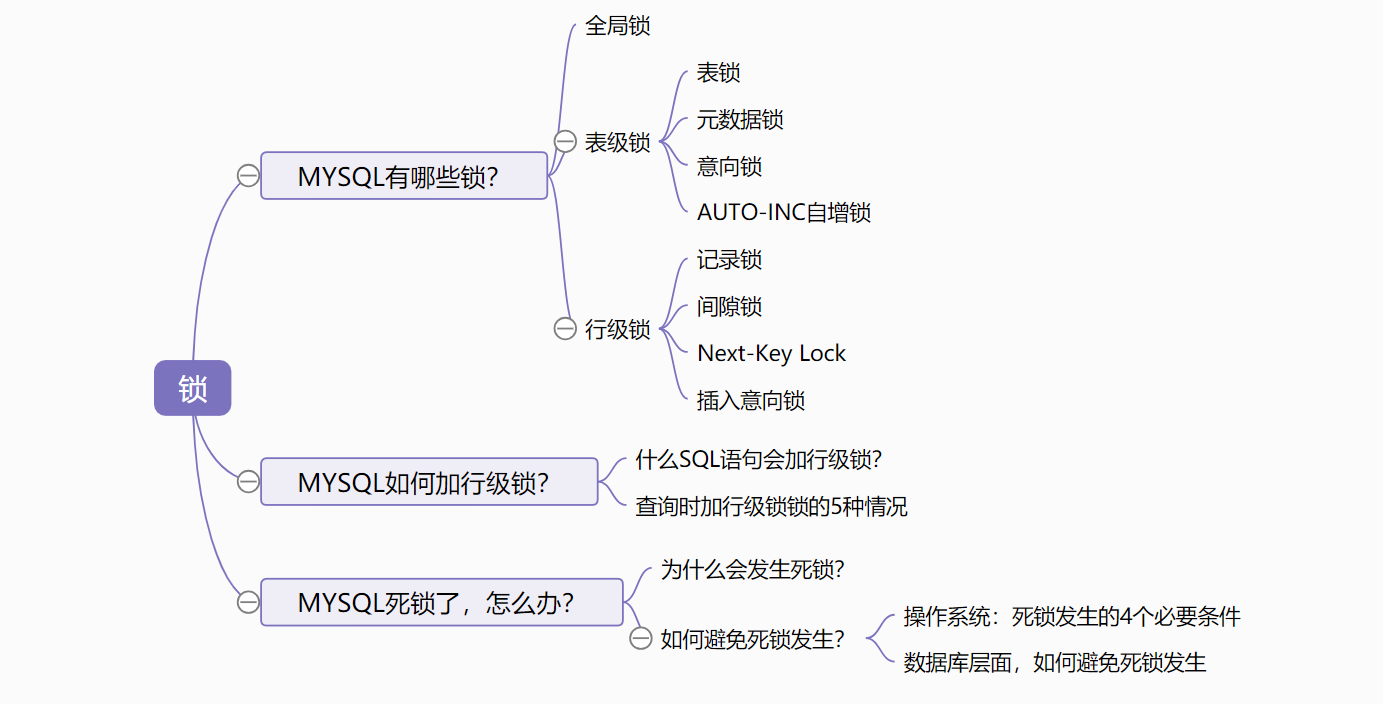 锁
MYSQL有哪些锁？
全局锁
表级锁
表锁
元数据锁
意向锁
AUTO-INC自增锁
行级锁
记录锁
间隙锁
Next-Key Lock
插入意向锁
MYSQL如何加行级锁？
什么SQL语句会加行级锁？
查询时加行级锁锁的5种情况
MYSQL死锁了，怎么办？
为什么会发生死锁？
如何避免死锁发生？
操作系统：死锁发生的4个必要条件
数据库层面，如何避免死锁发生